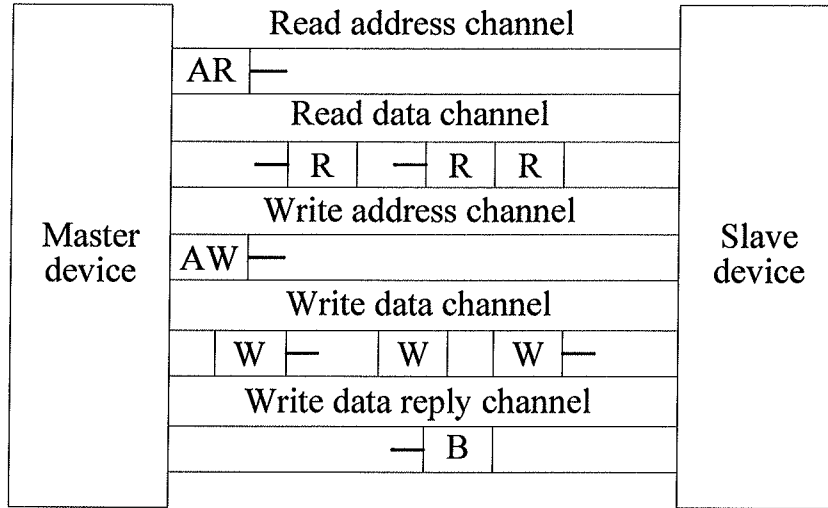 Read address channel
AR
Read data channel
R R R
Write address channel
Master
device
AW
Slave
device
Write data channel
W W W
Write data reply channel
B